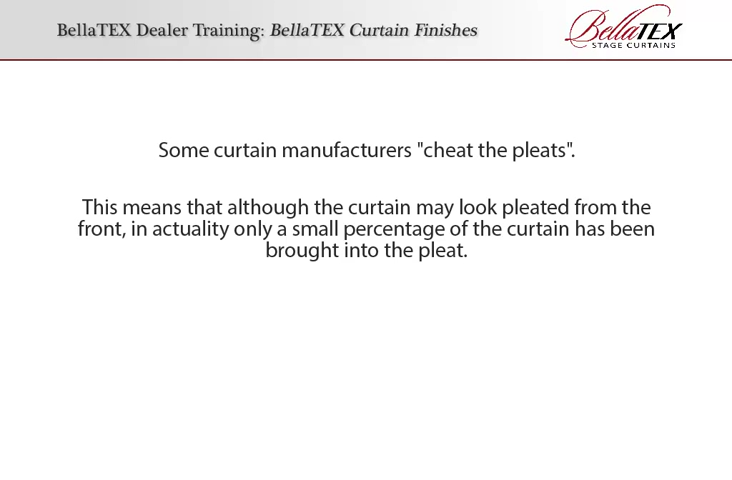 BellaTEX Dealer Training: BellaTEX Curtain Finishes
BellaTEX
STAGE CURTAINS
Some curtain manufacturers "cheat the pleats".
This means that although the curtain may look pleated from the
front, in actuality only a small percentage of the curtain has been
brought into the pleat.